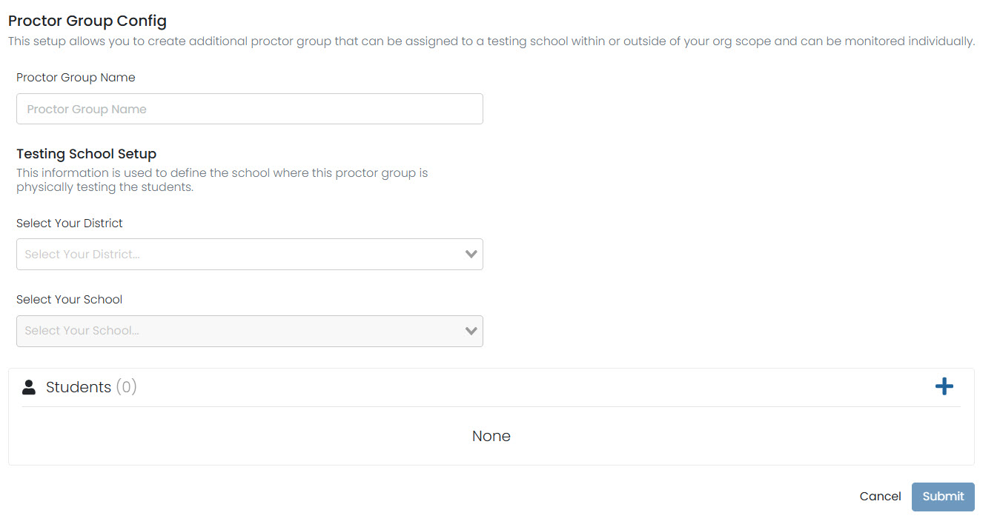 Proctor Group Config
This setup allows you to create additional proctor group that can be assigned to a testing school within or outside of your org scope and can be monitored individually.
Proctor Group Name
Proctor Group Name
Testing School Setup
This information is used to define the school where this proctor group is
physically testing the students.
Select Your District
Select Your District...
Select Your School
Select Your School...
Students (0)
None
Cancel Submit